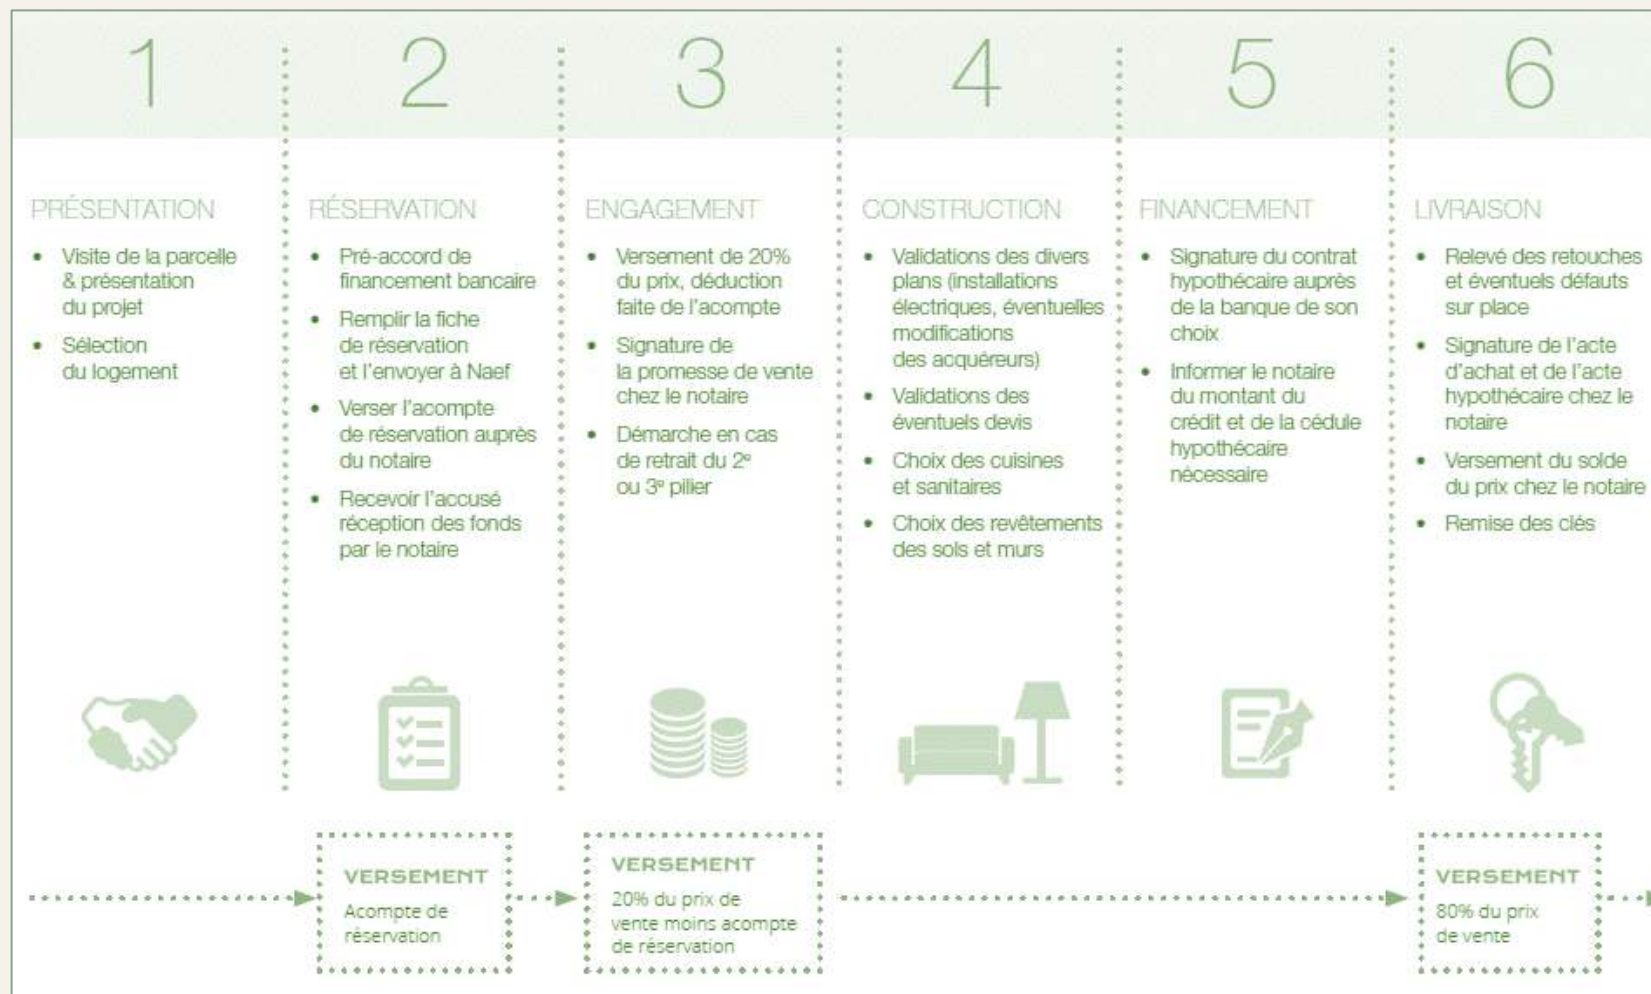 1
PRÉSENTATION
• Visite de la parcelle
& présentation
du projet
• Sélection
du logement
2
RÉSERVATION
• Pré-accord de
financement bancaire
• Remplir la fiche
de réservation
et l'envoyer à Naef
• Verser l'acompte
de réservation auprès
du notaire
• Recevoir l'accusé
réception des fonds
par le notaire
3
ENGAGEMENT
• Versement de 20%
du prix, déduction
faite de l'acompte
• Signature de
la promesse de vente
chez le notaire
• Démarche en cas
de retrait du 2e
ou 3e pilier
4
CONSTRUCTION
• Validations des divers
plans (installations
électriques, éventuelles
modifications
des acquéreurs)
• Validations des
éventuels devis
• Choix des cuisines
et sanitaires
• Choix des revêtements
des sols et murs
5
FINANCEMENT
• Signature du contrat
hypothécaire auprès
de la banque de son
choix
• Informer le notaire
du montant du
crédit et de la cédule
hypothécaire
nécessaire
6
LIVRAISON
• Relevé des retouches
et éventuels défauts
sur place
• Signature de l'acte
d'achat et de l'acte
hypothécaire chez le
notaire
• Versement du solde
du prix chez le notaire
• Remise des clés
VERSEMENT
Acompte de
réservation
VERSEMENT
20% du prix de
vente moins acompte
de réservation
VERSEMENT
80% du prix
de vente